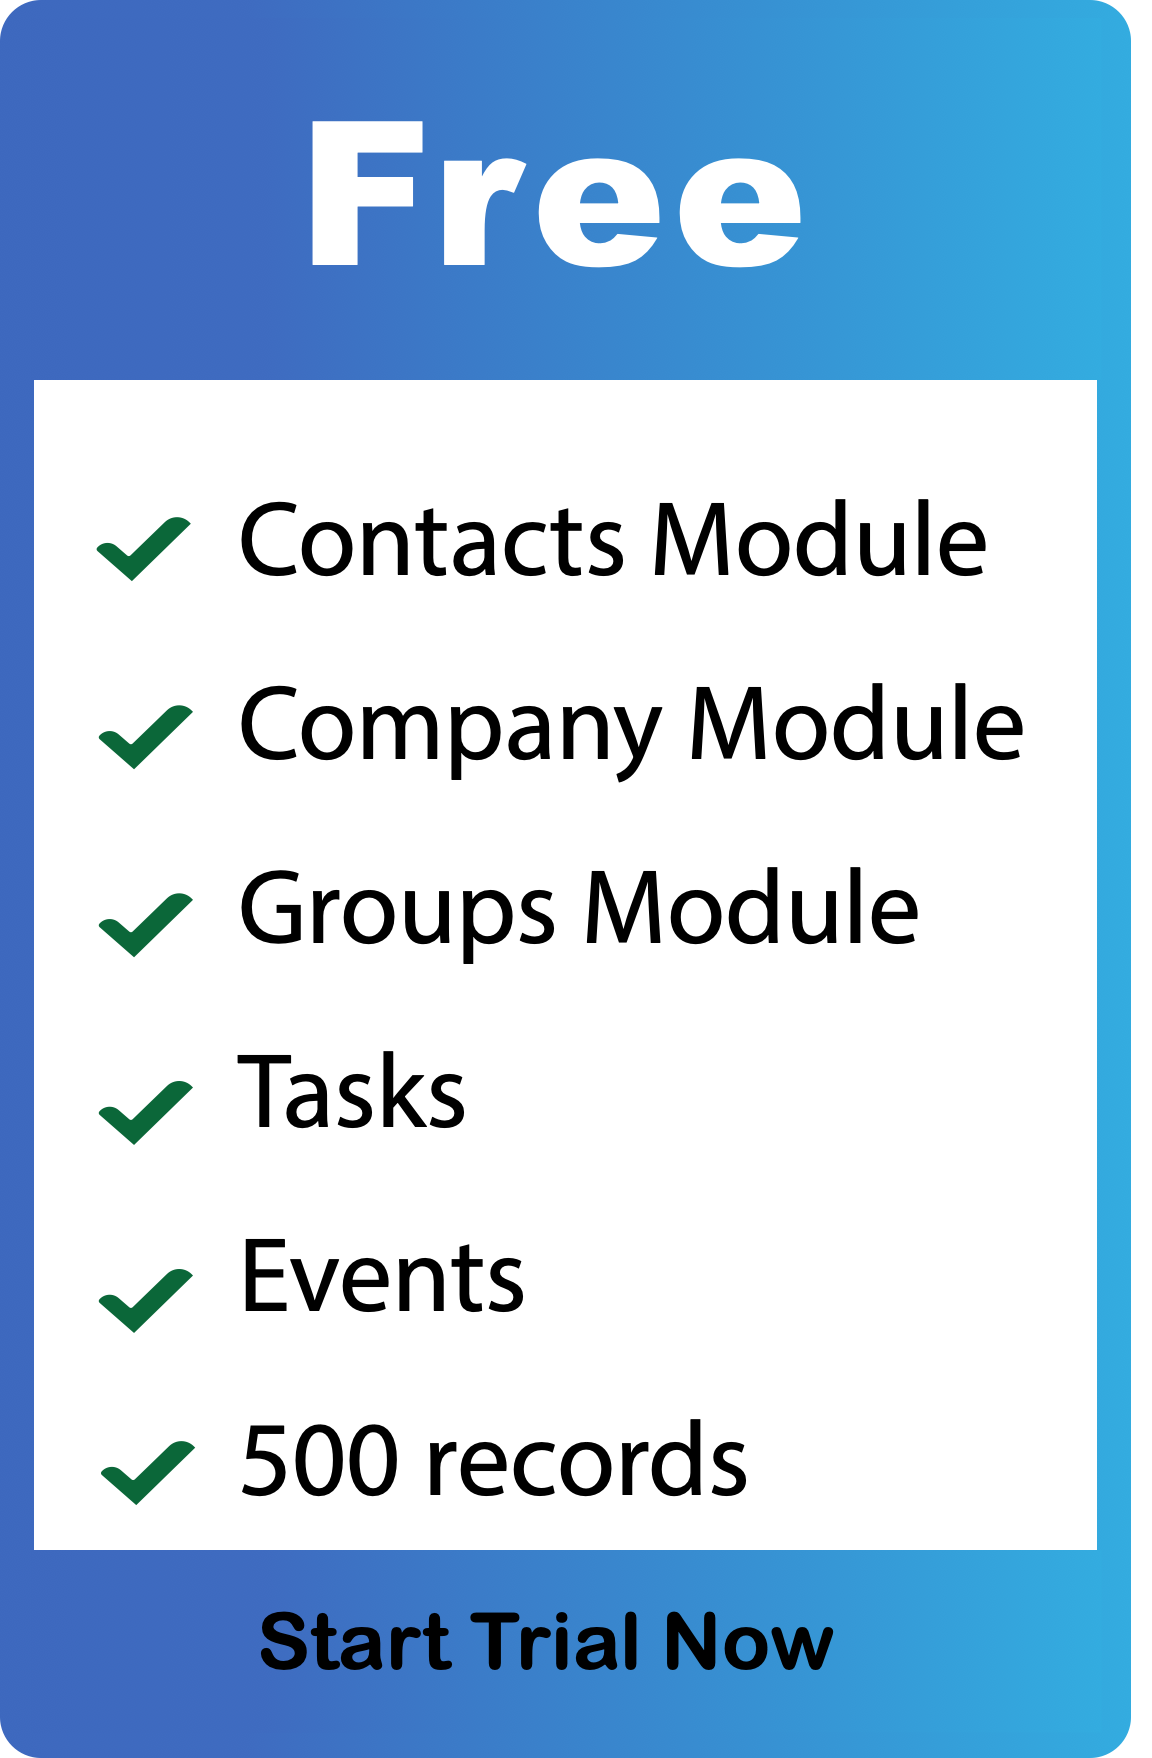 Free
Contacts Module
Company Module
Groups Module
Tasks
Events
500 records
Start Trial Now